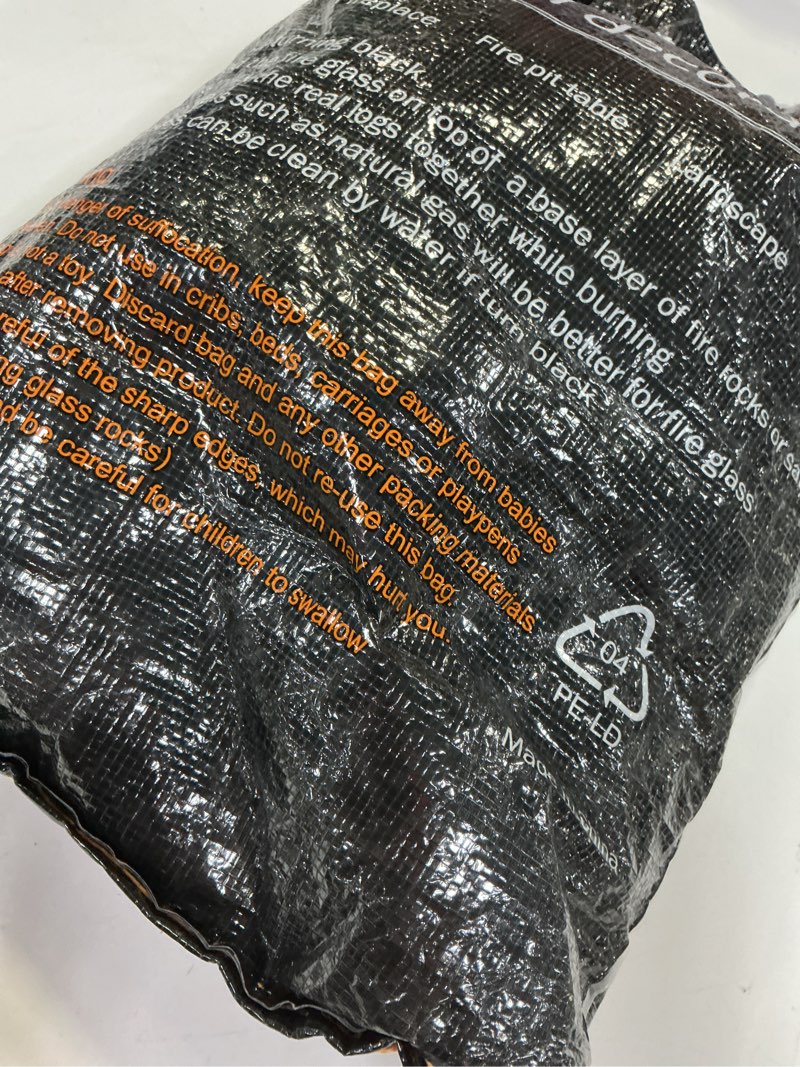 Fire pit table
Landscape
black
glass on top of a base layer of fire rocks or
the real logs together while burning
such as natural gas will be better for fire glass
can be clean by water if turn black
of suffocation, keep this bag away from babies
Do not use in cribs, beds, carriages or playpens
not a toy. Discard bag and any other packing materials
after removing product. Do not re-use this bag.
of the sharp edges, which may hurt you.
glass rocks)
be careful for children to swallow
04
PE-LD